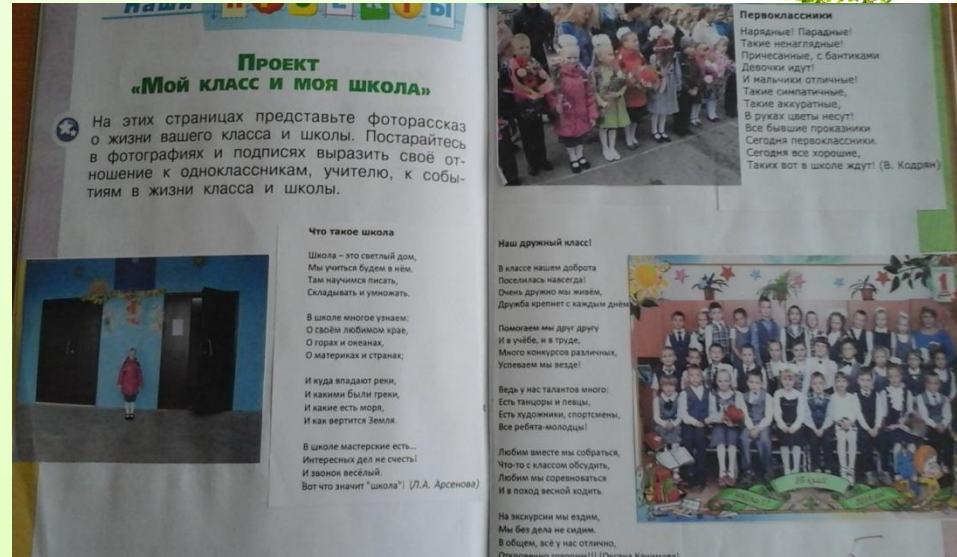 Наши ПРОЕКТЫ
ПРОЕКТ
«МОЙ КЛАСС И МОЯ ШКОЛА»
На этих страницах представьте фоторассказ
о жизни вашего класса и школы. Постарайтесь
в фотографиях и подписях выразить своё от-
ношение к одноклассникам, учителю, к собы-
тиям в жизни класса и школы.
Что такое школа
Школа – это светлый дом,
Мы учиться будем в нём.
Там научимся писать,
Складывать и умножать.
В школе многое узнаем:
О своём любимом крае,
О горах и океанах,
О материках и странах;
И куда впадают реки,
И какими были греки,
И какие есть моря,
И как вертится Земля.
В школе мастерские есть...
Интересных дел не счесть!
И звонок весёлый.
Вот что значит "школа"! (Л.А. Арсенова)
Первоклассники
Нарядные! Парадные!
Такие ненаглядные!
Причесанные, с бантиками
Девочки идут!
И мальчики отличные!
Такие симпатичные,
Такие аккуратные,
В руках цветы несут!
Все бывшие проказники
Сегодня первоклассники.
Сегодня все хорошие,
Таких вот в школе ждут! (В. Кодрян)
Наш дружный класс!
В классе нашем доброта
Поселилась навсегда!
Очень дружно мы живём,
Дружба крепнет с каждым днём
Помогаем мы друг другу
И в учёбе, и в труде,
Много конкурсов различных,
Успеваем мы везде!
Ведь у нас талантов много:
Есть танцоры и певцы,
Есть художники, спортсмены,
Все ребята-молодцы!
Любим вместе мы собраться,
Что-то с классом обсудить,
Любим мы соревноваться
И в поход весной ходить.
На экскурсии мы ездим,
Мы без дела не сидим.
В общем, всё у нас отлично,
Откровенно говорим!!! (Оксана
1